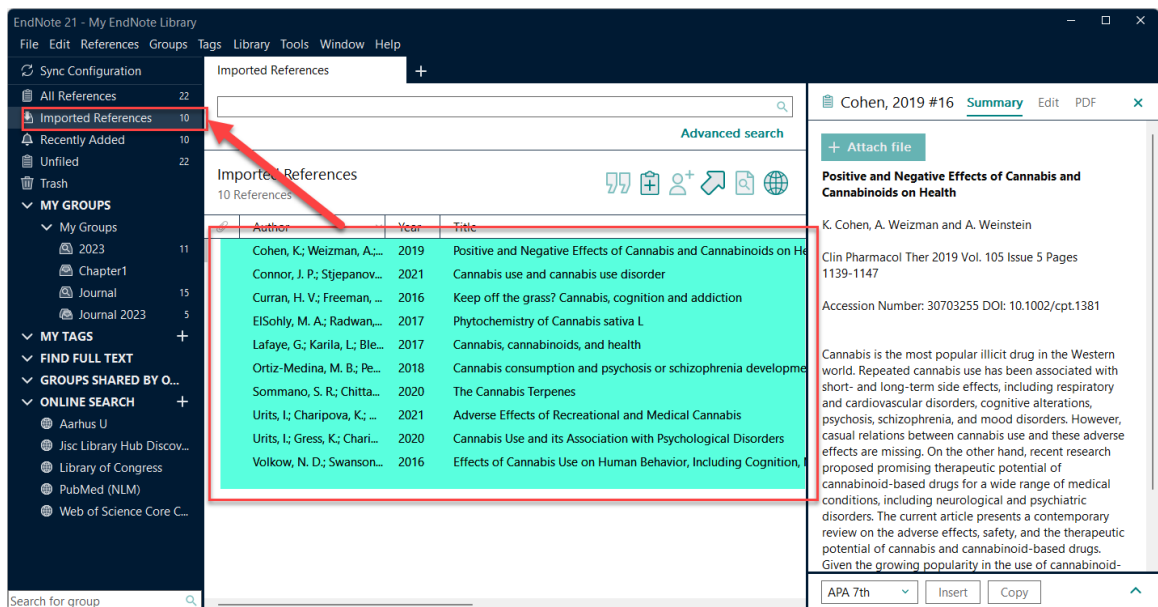 EndNote 21 - My EndNote Library
File Edit References Groups Tags Library Tools Window Help
Sync Configuration
All References 22
Imported References 10
Recently Added 10
Unfiled 22
Trash
MY GROUPS
My Groups
2023 11
Chapter1
Journal 15
Journal 2023 5
MY TAGS +
FIND FULL TEXT
GROUPS SHARED BY O...
ONLINE SEARCH +
Aarhus U
Jisc Library Hub Discov...
Library of Congress
PubMed (NLM)
Web of Science Core C...
Search for group
Imported References +
Advanced search
Imported References
10 References
Author Year Title
Cohen, K.; Weizman, A.;... 2019 Positive and Negative Effects of Cannabis and Cannabinoids on He
Connor, J. P.; Stjepanov... 2021 Cannabis use and cannabis use disorder
Curran, H. V.; Freeman, ... 2016 Keep off the grass? Cannabis, cognition and addiction
ElSohly, M. A.; Radwan,... 2017 Phytochemistry of Cannabis sativa L
Lafaye, G.; Karila, L.; Ble... 2017 Cannabis, cannabinoids, and health
Ortiz-Medina, M. B.; Pe... 2018 Cannabis consumption and psychosis or schizophrenia developme
Sommano, S. R.; Chitta... 2020 The Cannabis Terpenes
Urits, I.; Charipova, K.; ... 2021 Adverse Effects of Recreational and Medical Cannabis
Urits, I.; Gress, K.; Chari... 2020 Cannabis Use and its Association with Psychological Disorders
Volkow, N. D.; Swanson... 2016 Effects of Cannabis Use on Human Behavior, Including Cognition,
Cohen, 2019 #16 Summary Edit PDF
+ Attach file
Positive and Negative Effects of Cannabis and
Cannabinoids on Health
K. Cohen, A. Weizman and A. Weinstein
Clin Pharmacol Ther 2019 Vol. 105 Issue 5 Pages
1139-1147
Accession Number: 30703255 DOI: 10.1002/cpt.1381
Cannabis is the most popular illicit drug in the Western
world. Repeated cannabis use has been associated with
short- and long-term side effects, including respiratory
and cardiovascular disorders, cognitive alterations,
psychosis, schizophrenia, and mood disorders. However,
casual relations between cannabis use and these adverse
effects are missing. On the other hand, recent research
proposed promising therapeutic potential of
cannabinoid-based drugs for a wide range of medical
conditions, including neurological and psychiatric
disorders. The current article presents a contemporary
review on the adverse effects, safety, and the therapeutic
potential of cannabis and cannabinoid-based drugs.
Given the growing popularity in the use of cannabinoid-
APA 7th Insert Copy